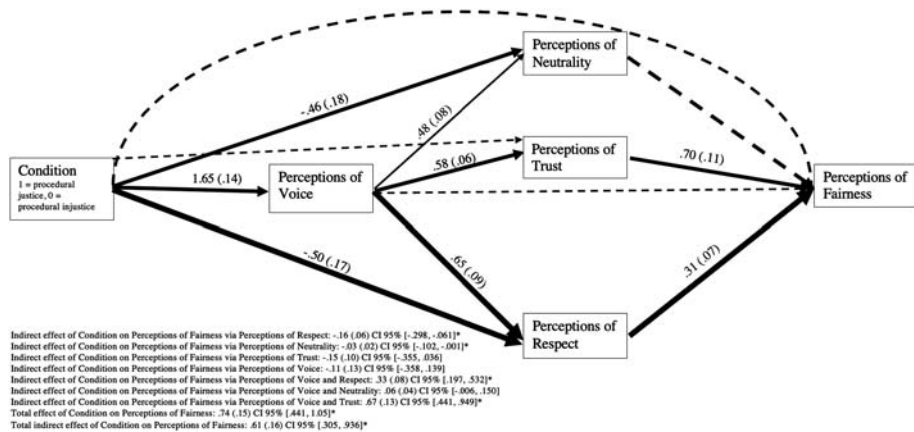 Perceptions of
Neutrality
-.46 (.18)
.48 (.08)
Condition
1 = procedural
justice, 0 =
procedural injustice
1.65 (.14)
Perceptions of
Voice
.58 (.06)
Perceptions of
Trust
.70 (.11)
Perceptions of
Fairness
-.50 (.17)
.65 (.09)
.31 (.07)
Perceptions of
Respect
Indirect effect of Condition on Perceptions of Fairness via Perceptions of Respect: -.16 (.06) CI 95% [-.298, -.061]*
Indirect effect of Condition on Perceptions of Fairness via Perceptions of Neutrality: -.03 (.02) CI 95% [-.102, -.001]*
Indirect effect of Condition on Perceptions of Fairness via Perceptions of Trust: -.15 (.10) CI 95% [-.355, .036]
Indirect effect of Condition on Perceptions of Fairness via Perceptions of Voice: -.11 (.13) CI 95% [-.358, .139]
Indirect effect of Condition on Perceptions of Fairness via Perceptions of Voice and Respect: .33 (.08) CI 95% [.197, .532]*
Indirect effect of Condition on Perceptions of Fairness via Perceptions of Voice and Neutrality: .06 (.04) CI 95% [-.006, .150]
Indirect effect of Condition on Perceptions of Fairness via Perceptions of Voice and Trust: .67 (.13) CI 95% [.441, .949]*
Total effect of Condition on Perceptions of Fairness: .74 (.15) CI 95% [.441, 1.05]*
Total indirect effect of Condition on Perceptions of Fairness: .61 (.16) CI 95% [.305, .936]*